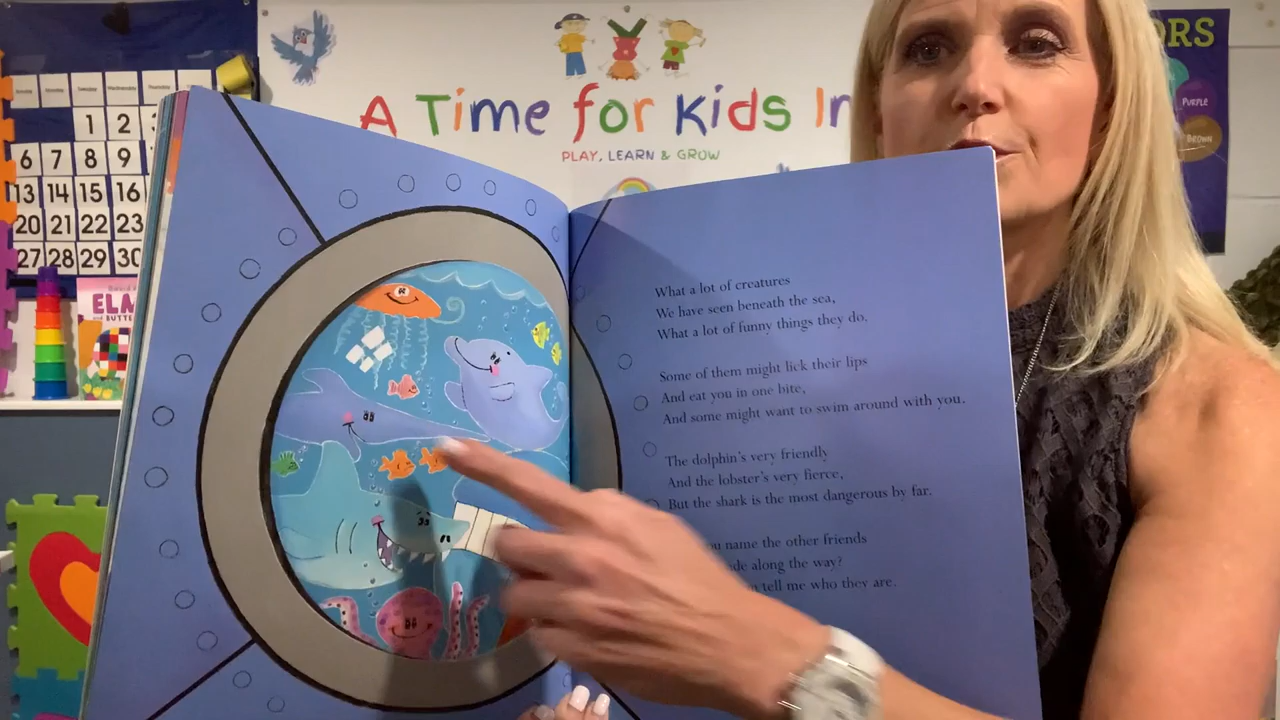 A Time for Kids In
PLAY, LEARN & GROW
ORS
PURPLE
BROWN
Tuesday Wednesday Thursday
1 2
6 7 8 9
13 14 15 16
20 21 22 23
27 28 29 30
ELM
What a lot of creatures
We have seen beneath the sea,
What a lot of funny things they do.
Some of them might lick their lips
And eat you in one bite,
And some might want to swim around with you.
The dolphin's very friendly
And the lobster's very fierce,
But the shark is the most dangerous by far.
name the other friends
along the way?
tell me who they are.